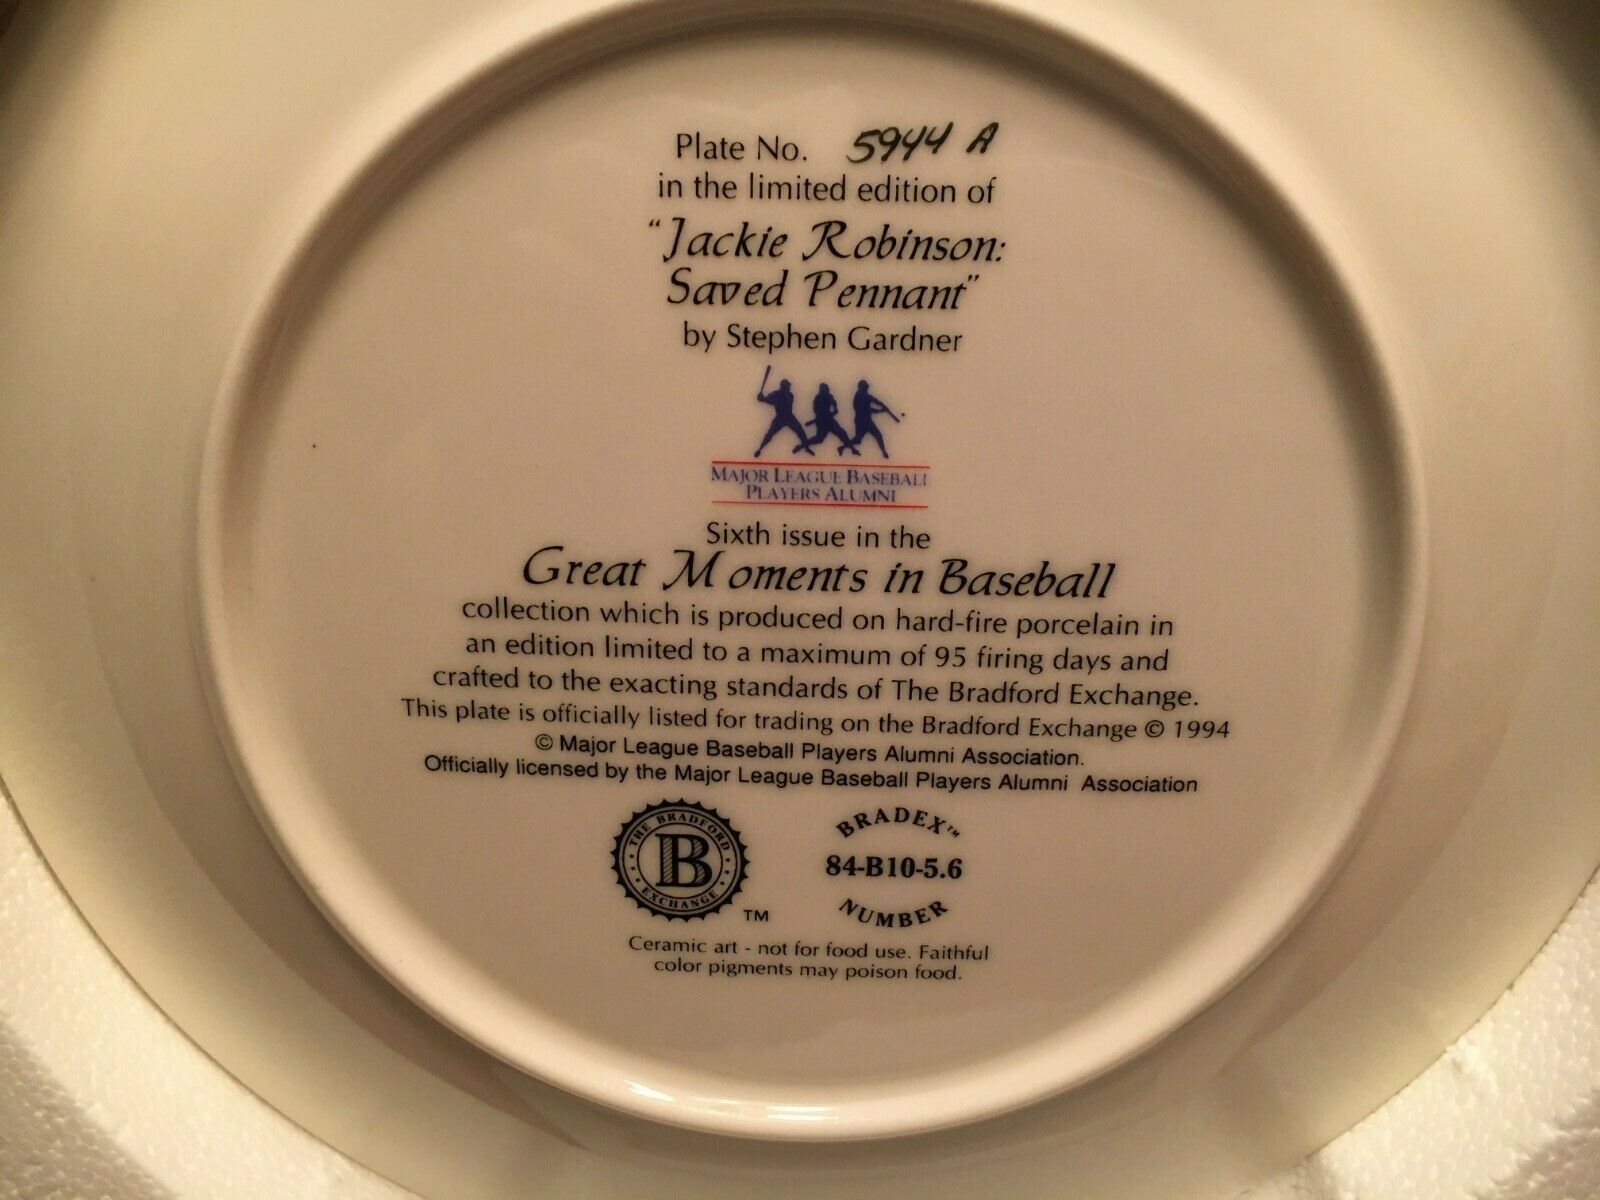 Plate No. 5944 A
in the limited edition of
"Jackie Robinson:
Saved Pennant"
by Stephen Gardner
MAJOR LEAGUE BASEBALL
PLAYERS ALUMNI
Sixth issue in the
Great Moments in Baseball
collection which is produced on hard-fire porcelain in
an edition limited to a maximum of 95 firing days and
crafted to the exacting standards of The Bradford Exchange.
This plate is officially listed for trading on the Bradford Exchange © 1994
© Major League Baseball Players Alumni Association.
Officially licensed by the Major League Baseball Players Alumni Association
THE BRADFORD
B
EXCHANGE
TM
BRADEX™
84-B10-5.6
NUMBER
Ceramic art - not for food use. Faithful
color pigments may poison food.